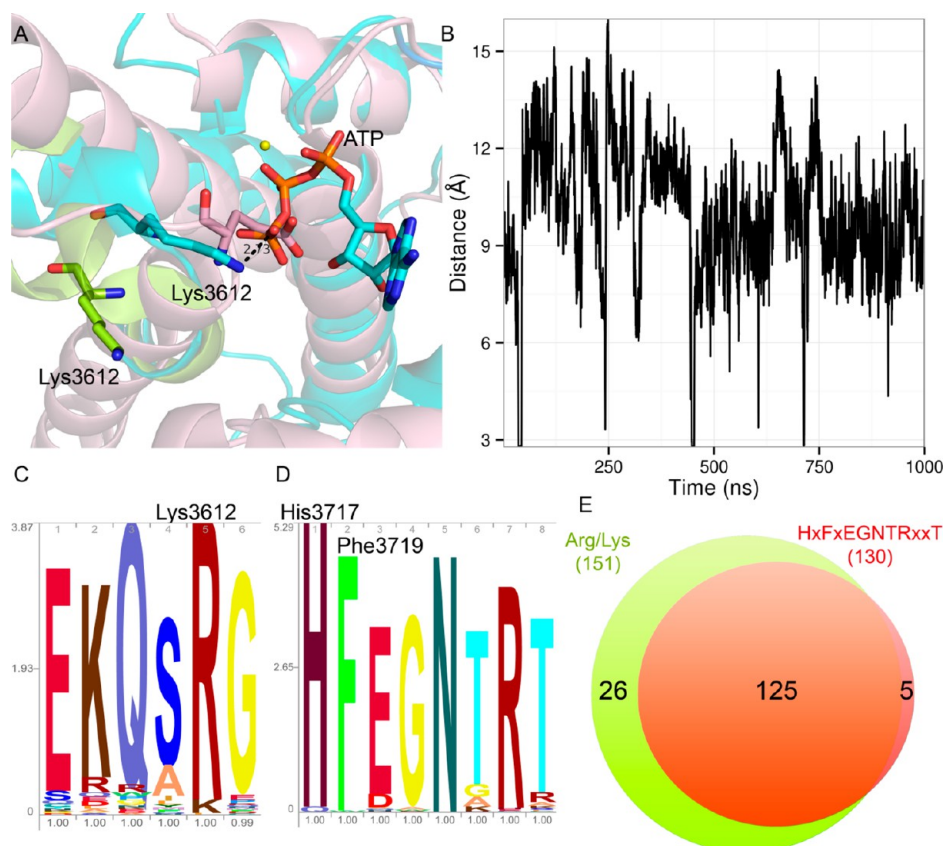 A
ATP
2.73
Lys3612
Lys3612
B
Distance (Å)
15
12
9
6
3
250
500
750
1000
Time (ns)
C
Lys3612
3.87
1.93
0
1 2 3 4 5 6
E K Q S R G
R R A K E
1.00 1.00 1.00 1.00 1.00 0.99
D
His3717
Phe3719
5.29
2.65
0
1 2 3 4 5 6 7 8
H F E G N T R T
D G R
A A
K
1.00 1.00 1.00 1.00 1.00 1.00 1.00 1.00
E
Arg/Lys
(151)
HxFxEGNTRxxT
(130)
26
125
5